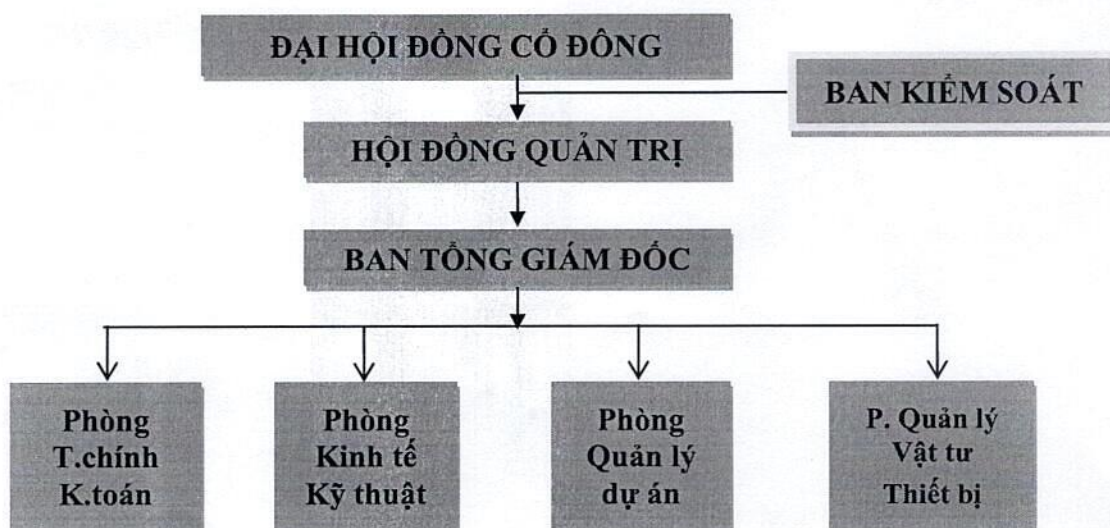 ĐẠI HỘI ĐỒNG CỔ ĐÔNG
BAN KIỂM SOÁT
HỘI ĐỒNG QUẢN TRỊ
BAN TỔNG GIÁM ĐỐC
Phòng
T.chính
K.toán
Phòng
Kinh tế
Kỹ thuật
Phòng
Quản lý
dự án
P. Quản lý
Vật tư
Thiết bị